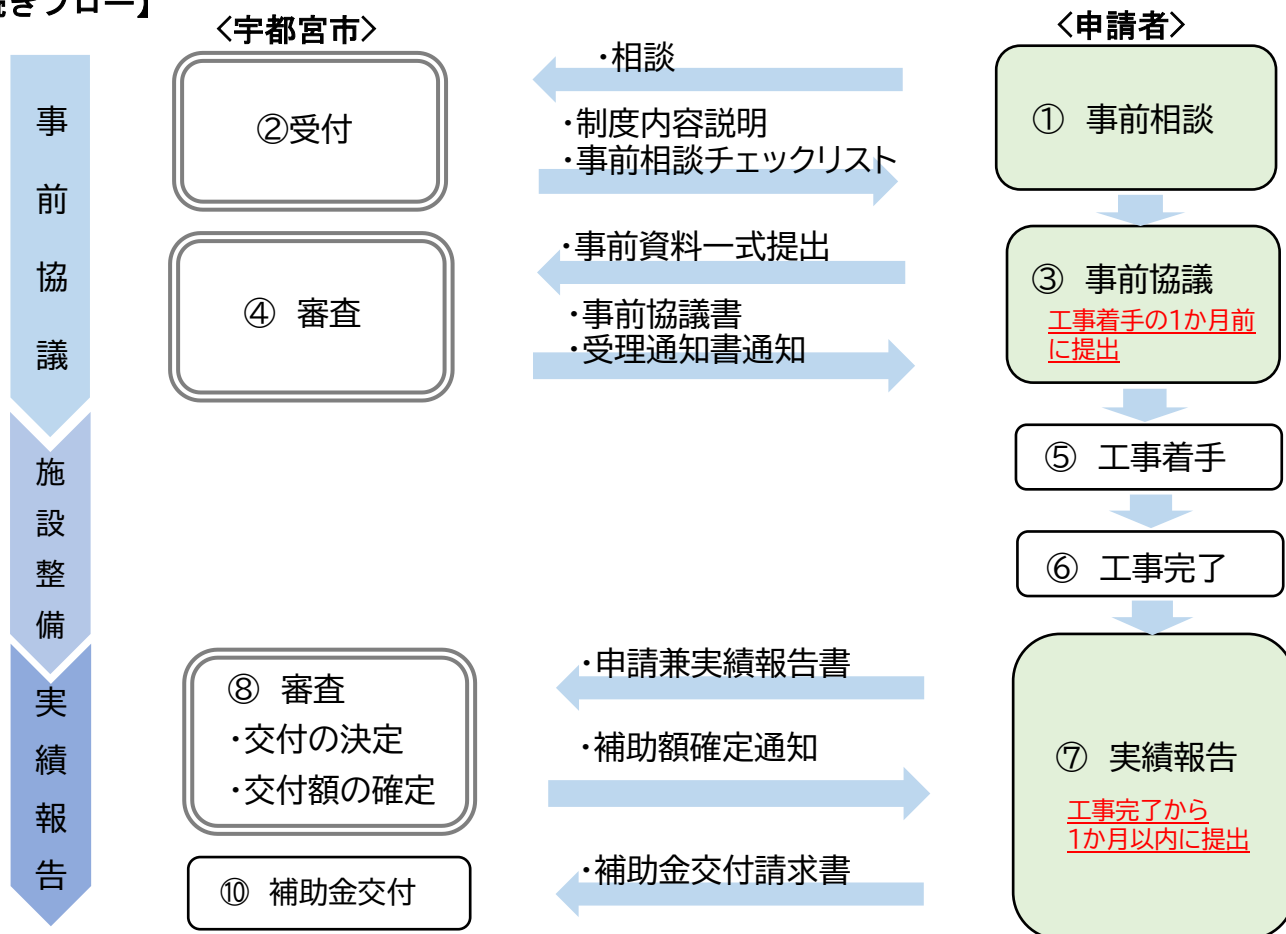 続きフロー】
<宇都宮市>
<申請者>
事前協議
施設整備
実績報告
②受付
・相談
・制度内容説明
・事前相談チェックリスト
① 事前相談
④ 審査
・事前資料一式提出
・事前協議書
・受理通知書通知
③ 事前協議
工事着手の1か月前
に提出
⑤ 工事着手
⑥ 工事完了
⑧ 審査
・交付の決定
・交付額の確定
・申請兼実績報告書
・補助額確定通知
⑦ 実績報告
工事完了から
1か月以内に提出
・補助金交付請求書
⑩ 補助金交付